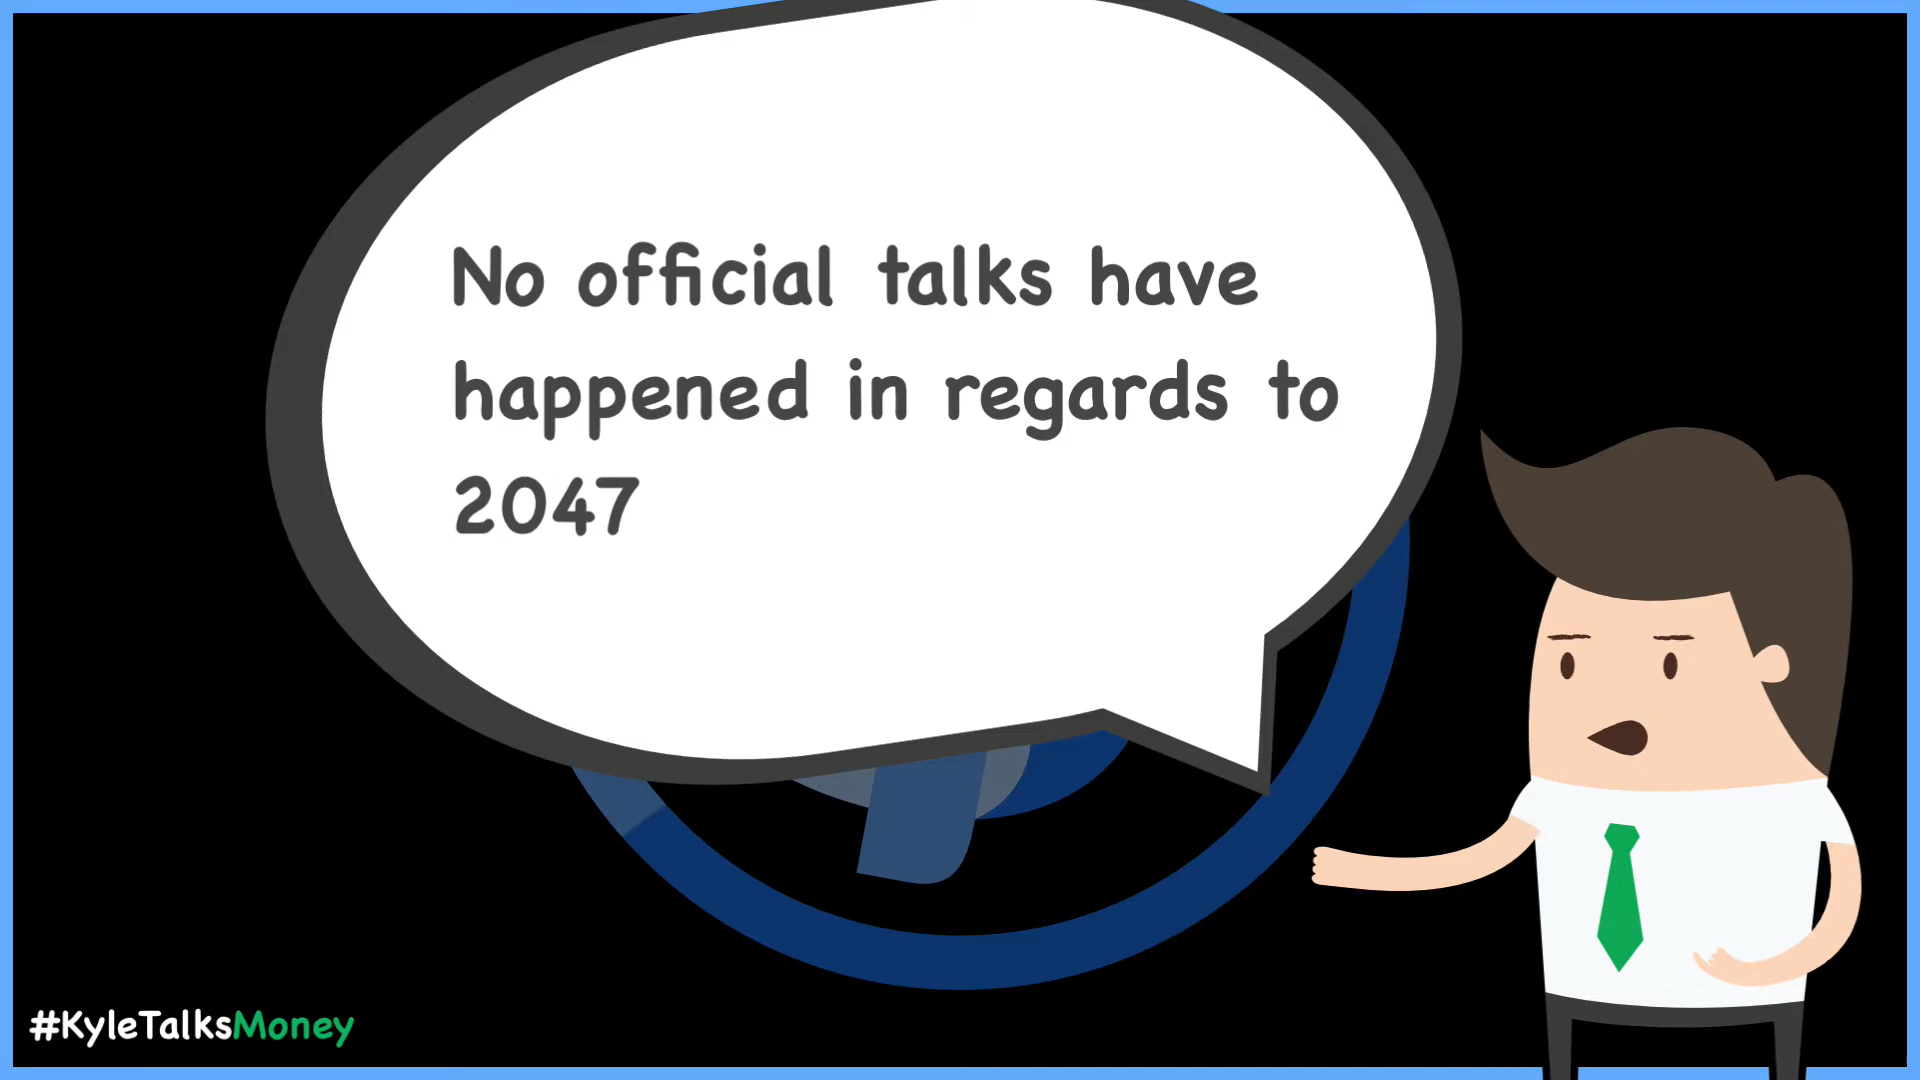 No official talks have
happened in regards to
2047
#KyleTalksMoney